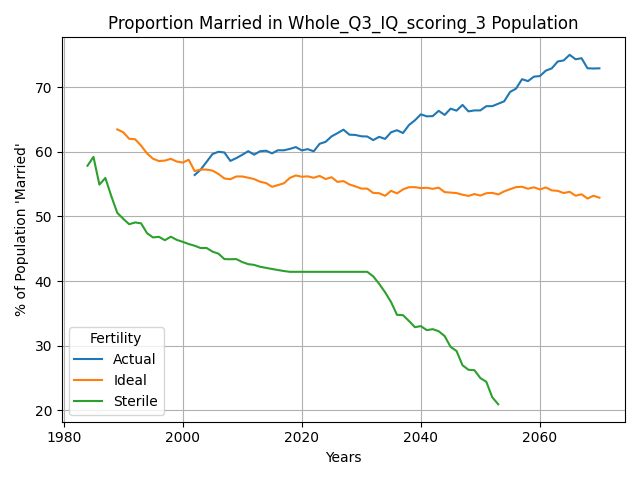 Proportion Married in Whole_Q3_IQ_scoring_3 Population
% of Population 'Married'
70
60
50
40
30
20
Fertility
Actual
Ideal
Sterile
1980
2000
2020
2040
2060
Years